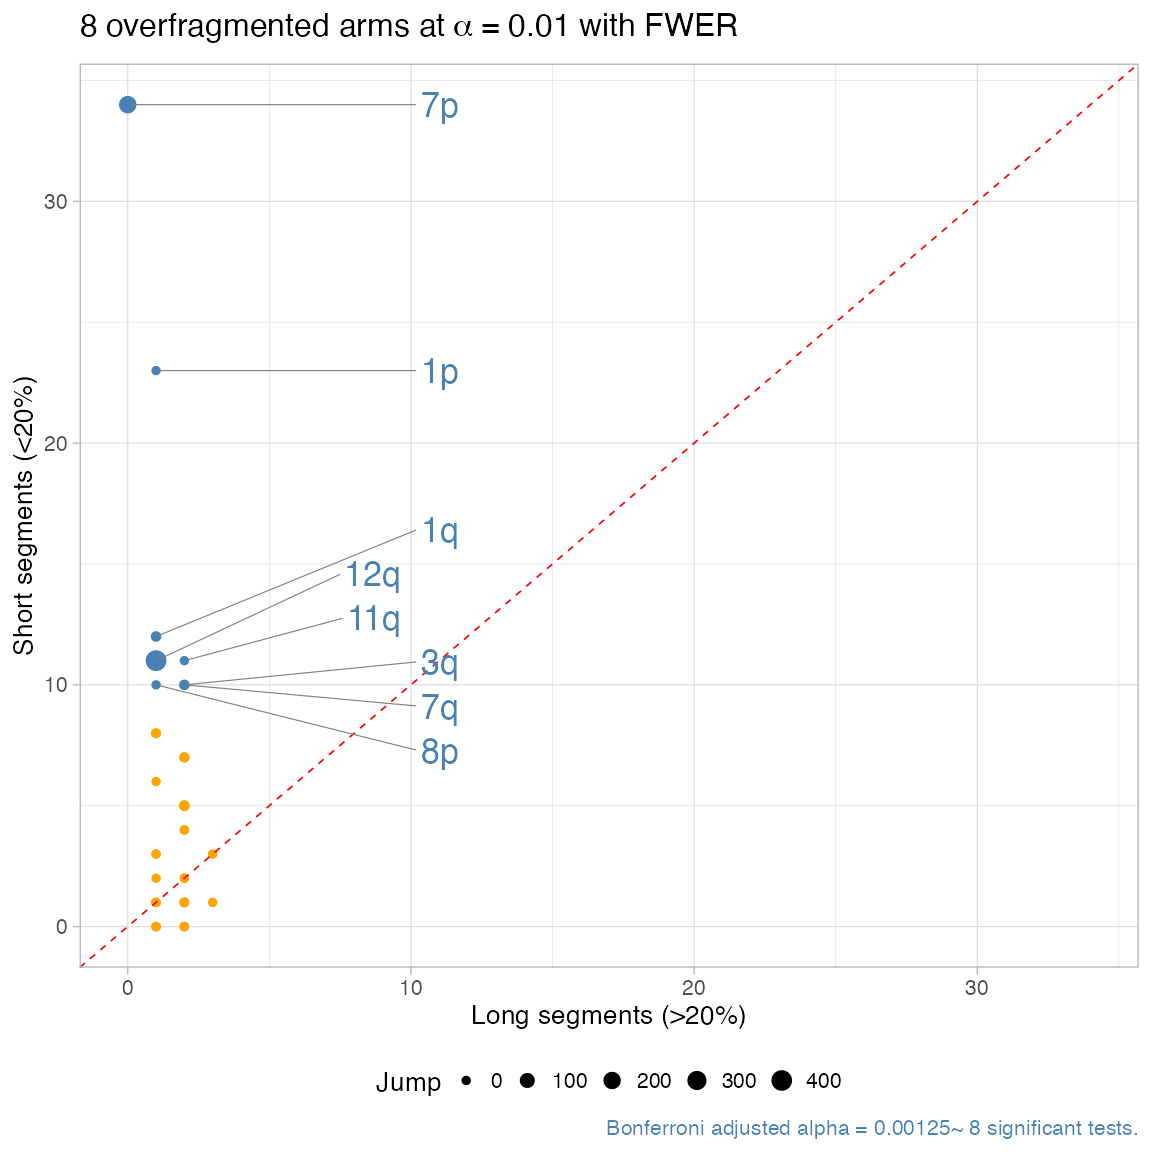 8 overfragmented arms at α = 0.01 with FWER
Short segments (<20%)
30
20
10
0
7p
1p
1q
12q
11q
3q
7q
8p
0 10 20 30
Long segments (>20%)
Jump 0 100 200 300 400
Bonferroni adjusted alpha = 0.00125~ 8 significant tests.